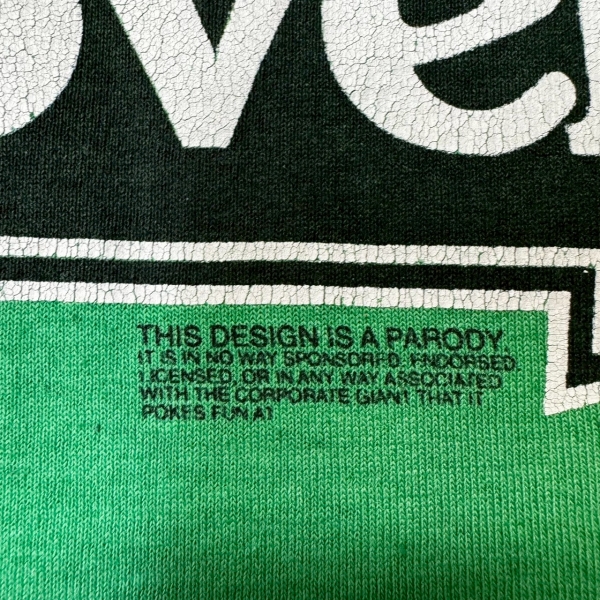 ove
THIS DESIGN IS A PARODY.
IT IS IN NO WAY SPONSORED, ENDORSED,
LICENSED, OR IN ANY WAY ASSOCIATED
WITH THE CORPORATE GIANT THAT IT
POKES FUN AT